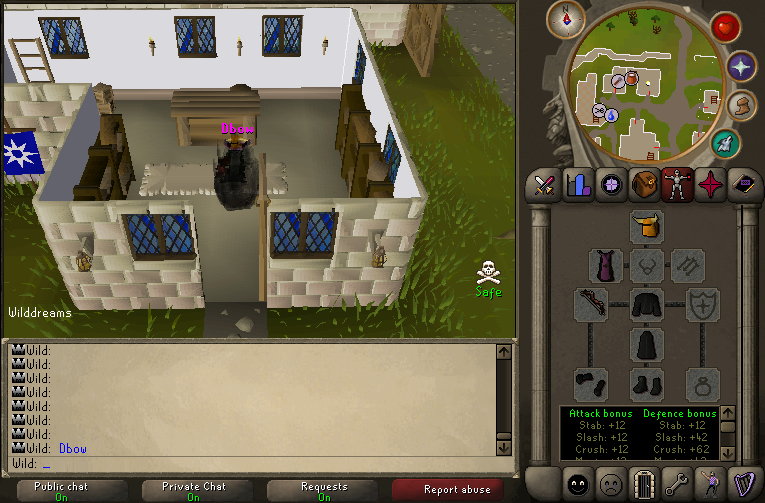 Dbow
Safe
Wilddreams
Wild:
Wild:
Wild:
Wild:
Wild:
Wild:
Wild:
Wild: Dbow
Wild: _
Public chat
On
Private Chat
On
Requests
On
Report abuse
Attack bonus Defence bonus
Stab: +12 Stab: +12
Slash: +12 Slash: +42
Crush: +12 Crush: +62